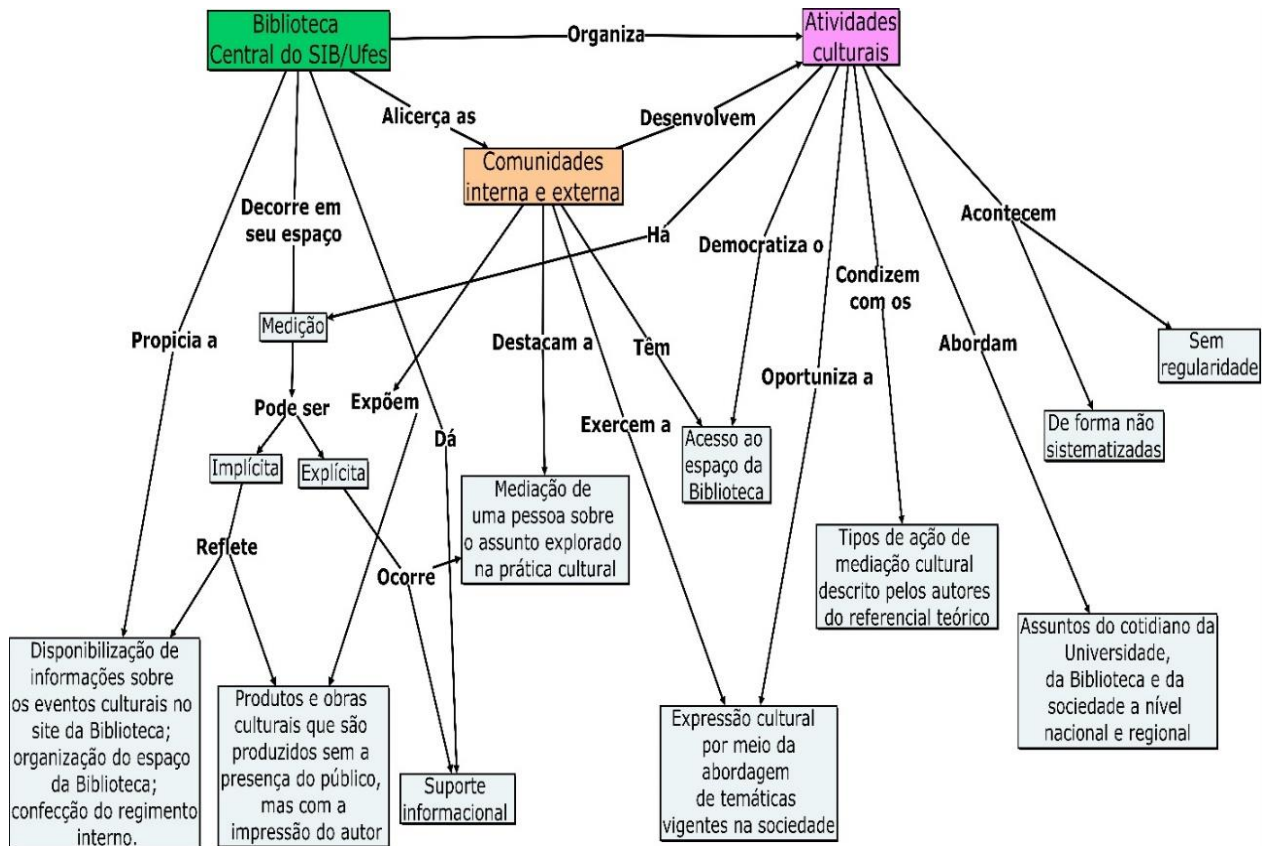 Biblioteca
Central do SIB/Ufes
Organiza
Atividades
culturais
Alicerça as
Desenvolvem
Comunidades
interna e externa
Decorre em
seu espaço
Há
Democratiza o
Acontecem
Condizem
com os
Medição
Propicia a
Destacam a
Têm
Abordam
Sem
regularidade
Oportuniza a
Pode ser
Expõem
Exercem a
Dá
Implícita
Explícita
Acesso ao
espaço da
Biblioteca
De forma não
sistematizadas
Mediação de
uma pessoa sobre
o assunto explorado
na prática cultural
Reflete
Ocorre
Tipos de ação de
mediação cultural
descrito pelos autores
do referencial teórico
Disponibilização de
informações sobre
os eventos culturais no
site da Biblioteca;
organização do espaço
da Biblioteca;
confecção do regimento
interno.
Produtos e obras
culturais que são
produzidos sem a
presença do público,
mas com a
impressão do autor
Suporte
informacional
Expressão cultural
por meio da
abordagem
de temáticas
vigentes na sociedade
Assuntos do cotidiano da
Universidade,
da Biblioteca e da
sociedade a nível
nacional e regional